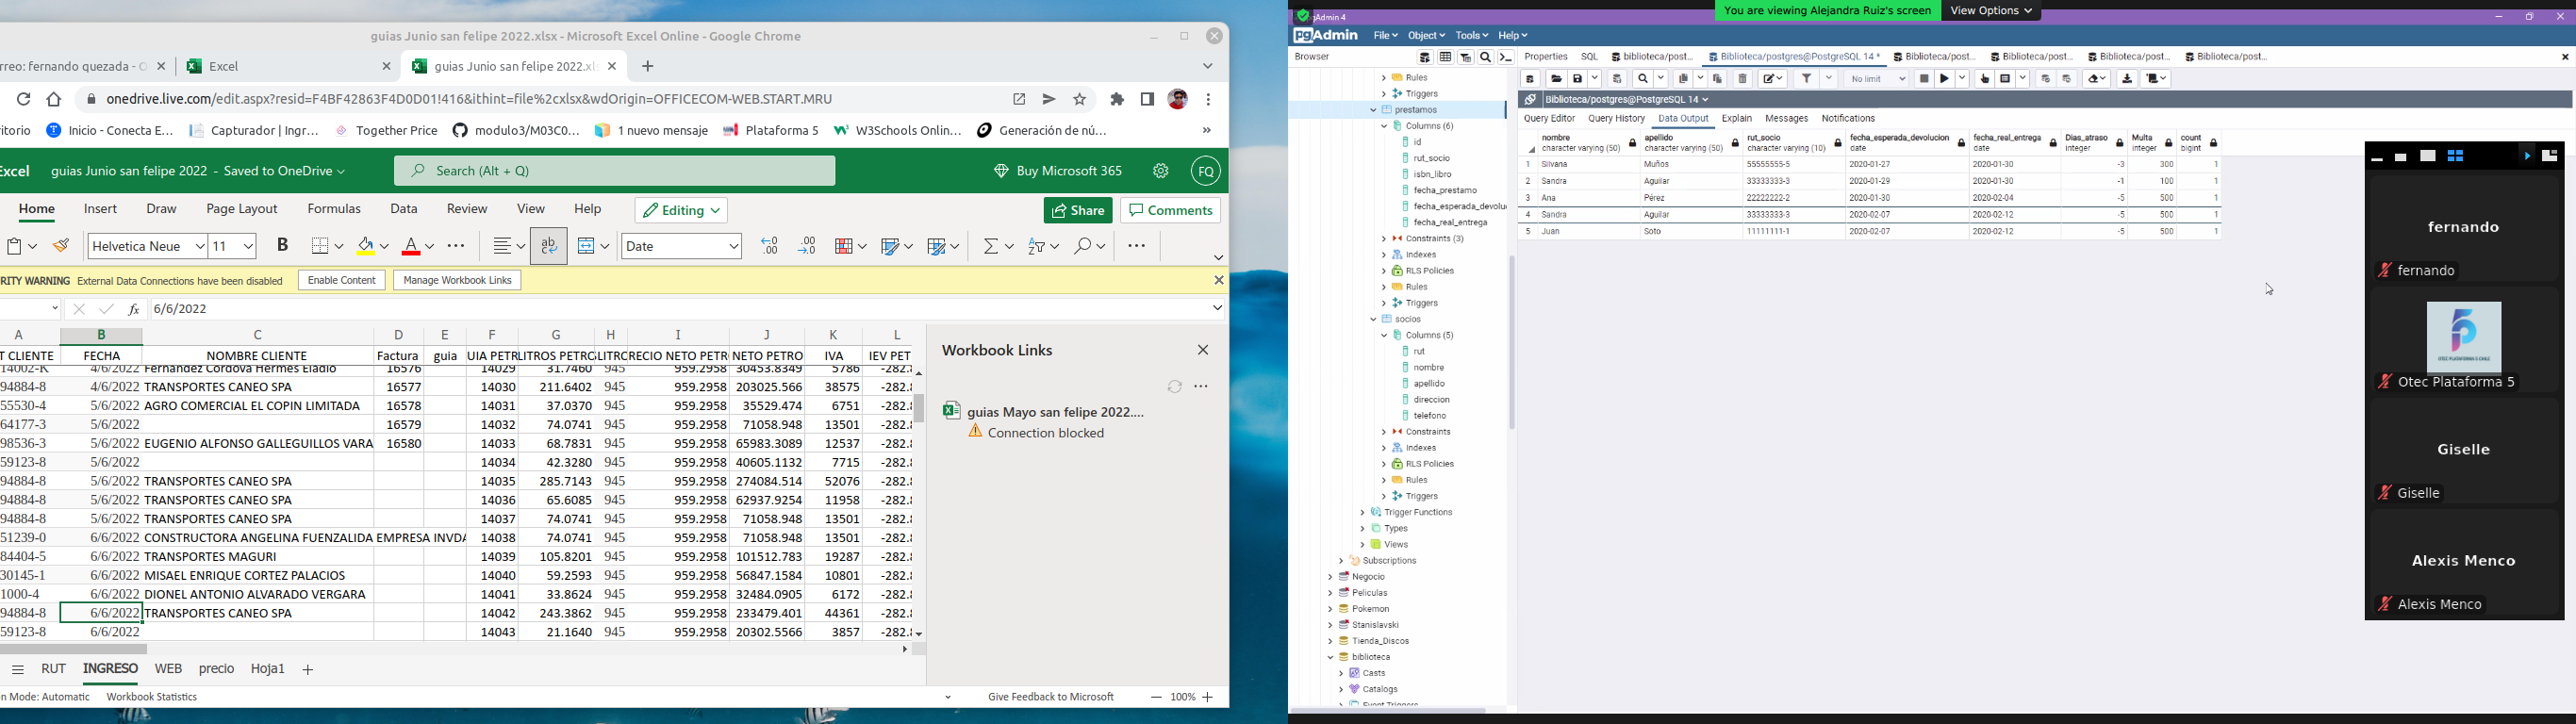 guias Junio san felipe 2022.xlsx - Microsoft Excel Online - Google Chrome
rreo: fernando quezada - O
Excel
guias Junio san felipe 2022.xls
onedrive.live.com/edit.aspx?resid=F4BF42863F4D0D01!416&ithint=file%2cxlsx&wdOrigin=OFFICECOM-WEB.START.MRU
itorio Inicio - Conecta E... Capturador | Ingr... Together Price modulo3/M03C0... 1 nuevo mensaje Plataforma 5 W3Schools Onlin... Generación de nú... »
Excel guias Junio san felipe 2022 - Saved to OneDrive Search (Alt + Q) Buy Microsoft 365 FQ
Home Insert Draw Page Layout Formulas Data Review View Help Editing Share Comments
Helvetica Neue 11 B A ab Date
RITY WARNING External Data Connections have been disabled Enable Content Manage Workbook Links
fx 6/6/2022
A B C D E F G H I J K L
T CLIENTE FECHA NOMBRE CLIENTE Factura guia UIA PETR LITROS PETRO LITRO RECIO NETO PETR NETO PETRO IVA IEV PET
14002-K 4/6/2022 Fernandez Cordova Hermes Eladio 16576 14029 31.7460 30453.8349 945 959.2958 5786 -282.8
94884-8 4/6/2022 TRANSPORTES CANEO SPA 16577 14030 211.6402 945 959.2958 203025.566 38575 -282.8
55530-4 5/6/2022 AGRO COMERCIAL EL COPIN LIMITADA 16578 14031 37.0370 945 959.2958 35529.474 6751 -282.8
64177-3 5/6/2022 16579 14032 74.0741 945 959.2958 71058.948 13501 -282.8
98536-3 5/6/2022 EUGENIO ALFONSO GALLEGUILLOS VARA 16580 14033 68.7831 945 959.2958 65983.3089 12537 -282.8
59123-8 5/6/2022 14034 42.3280 945 959.2958 40605.1132 7715 -282.8
94884-8 5/6/2022 TRANSPORTES CANEO SPA 14035 285.7143 945 959.2958 274084.514 52076 -282.8
94884-8 5/6/2022 TRANSPORTES CANEO SPA 14036 65.6085 945 959.2958 62937.9254 11958 -282.8
94884-8 5/6/2022 TRANSPORTES CANEO SPA 14037 74.0741 945 959.2958 71058.948 13501 -282.8
51239-0 6/6/2022 CONSTRUCTORA ANGELINA FUENZALIDA EMPRESA INVDA 14038 74.0741 945 959.2958 71058.948 13501 -282.8
84404-5 6/6/2022 TRANSPORTES MAGURI 14039 105.8201 945 959.2958 101512.783 19287 -282.8
30145-1 6/6/2022 MISAEL ENRIQUE CORTEZ PALACIOS 14040 59.2593 945 959.2958 56847.1584 10801 -282.8
1000-4 6/6/2022 DIONEL ANTONIO ALVARADO VERGARA 14041 33.8624 945 959.2958 32484.0905 6172 -282.8
94884-8 6/6/2022 TRANSPORTES CANEO SPA 14042 243.3862 945 959.2958 233479.401 44361 -282.8
59123-8 6/6/2022 14043 21.1640 945 959.2958 20302.5566 3857 -282.8
Workbook Links
guias Mayo san felipe 2022....
Connection blocked
RUT INGRESO WEB precio Hoja1
n Mode: Automatic Workbook Statistics Give Feedback to Microsoft 100%
You are viewing Alejandra Ruiz's screen View Options
gAdmin 4
pgAdmin File Object Tools Help
Browser
Properties SQL biblioteca/post... Biblioteca/postgres@PostgreSQL 14 * Biblioteca/post... Biblioteca/post... Biblioteca/post... Biblioteca/post...
No limit
Biblioteca/postgres@PostgreSQL 14
Query Editor Query History Data Output Explain Messages Notifications
nombre apellido rut_socio fecha_esperada_devolucion fecha_real_entrega Dias_atraso Multa count
character varying (50) character varying (50) character varying (10) date date integer integer bigint
1 Silvana Muños 55555555-5 2020-01-27 2020-01-30 -3 300 1
2 Sandra Aguilar 33333333-3 2020-01-29 2020-01-30 -1 100 1
3 Ana Pérez 22222222-2 2020-01-30 2020-02-04 -5 500 1
4 Sandra Aguilar 33333333-3 2020-02-07 2020-02-12 -5 500 1
5 Juan Soto 11111111-1 2020-02-07 2020-02-12 -5 500 1
Rules
Triggers
prestamos
Columns (6)
id
rut_socio
isbn_libro
fecha_prestamo
fecha_esperada_devolu
fecha_real_entrega
Constraints (3)
Indexes
RLS Policies
Rules
Triggers
socios
Columns (5)
rut
nombre
apellido
direccion
telefono
Constraints
Indexes
RLS Policies
Rules
Triggers
Trigger Functions
Types
Views
Subscriptions
Negocio
Peliculas
Pokemon
Stanislavski
Tienda_Discos
biblioteca
Casts
Catalogs
Event Triggers
fernando
fernando
OTEC PLATAFORMA 5 CHILE
Otec Plataforma 5
Giselle
Giselle
Alexis Menco
Alexis Menco